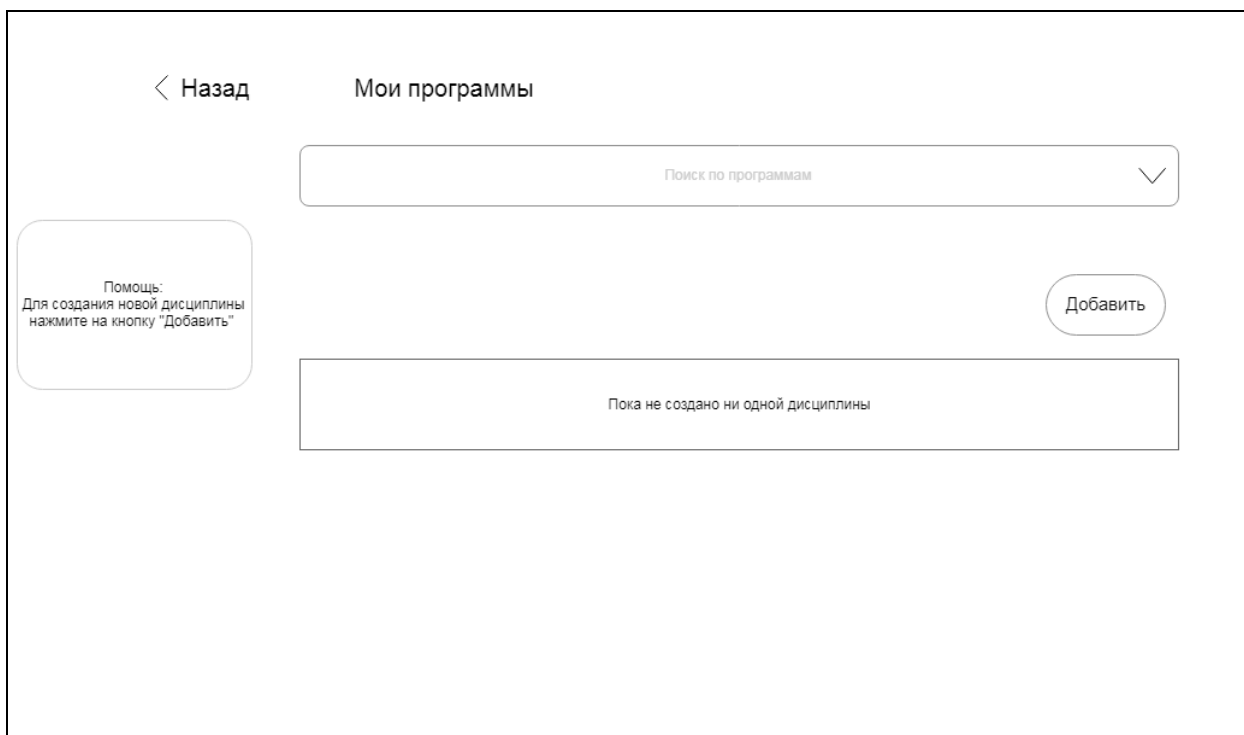 Назад
Мои программы
Поиск по программам
Помощь:
Для создания новой дисциплины
нажмите на кнопку "Добавить"
Добавить
Пока не создано ни одной дисциплины